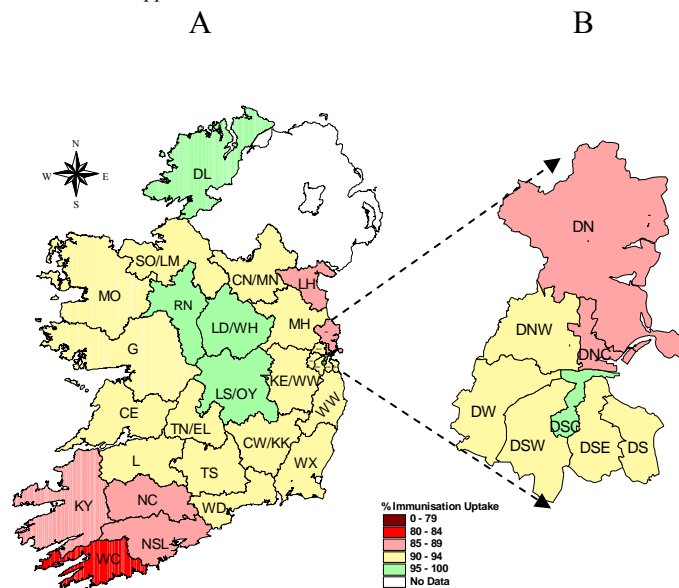 A B
N
W E
S
DL
SO/LM
CN/MN
LH
MO
RN
LD/WH
MH
G
KE/WW
LS/OY
WW
CE
TN/EL
CW/KK
L
TS
WX
KY
NC
WD
NSL
WC
DN
DNW
DNC
DW
DSC
DSW
DSE
DS
% Immunisation Uptake
0 - 79
80 - 84
85 - 89
90 - 94
95 - 100
No Data